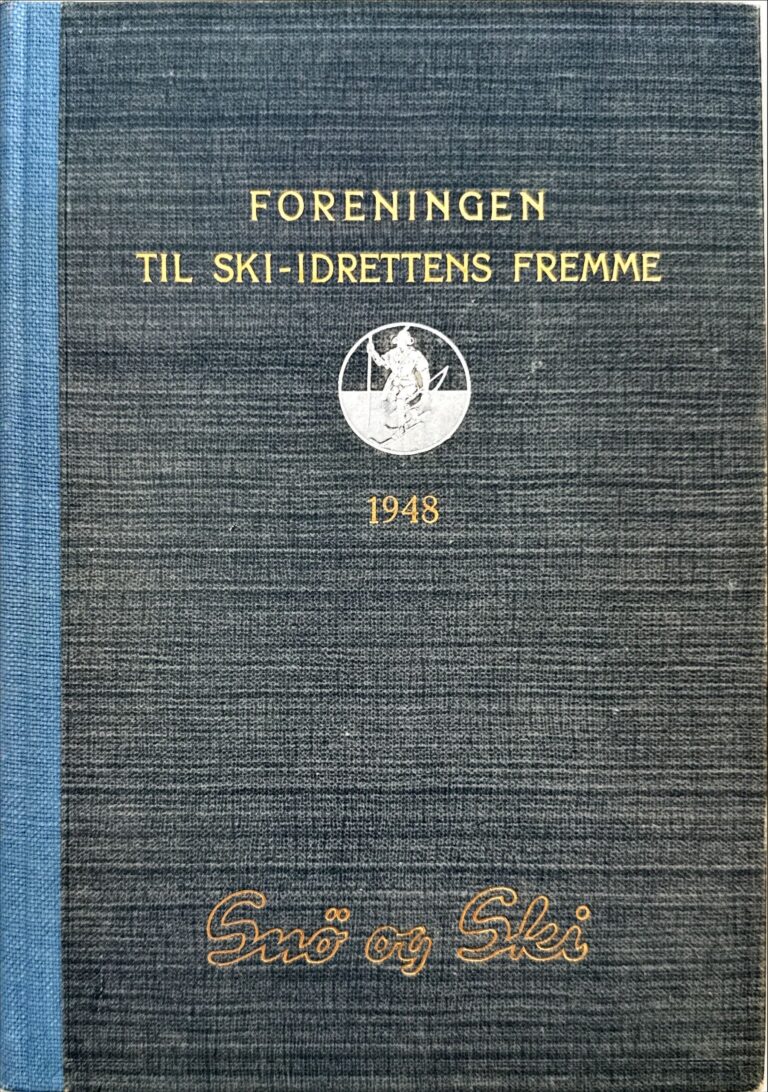 FORENINGEN
TIL SKI-IDRETTENS FREMME
1948
Snö og Ski